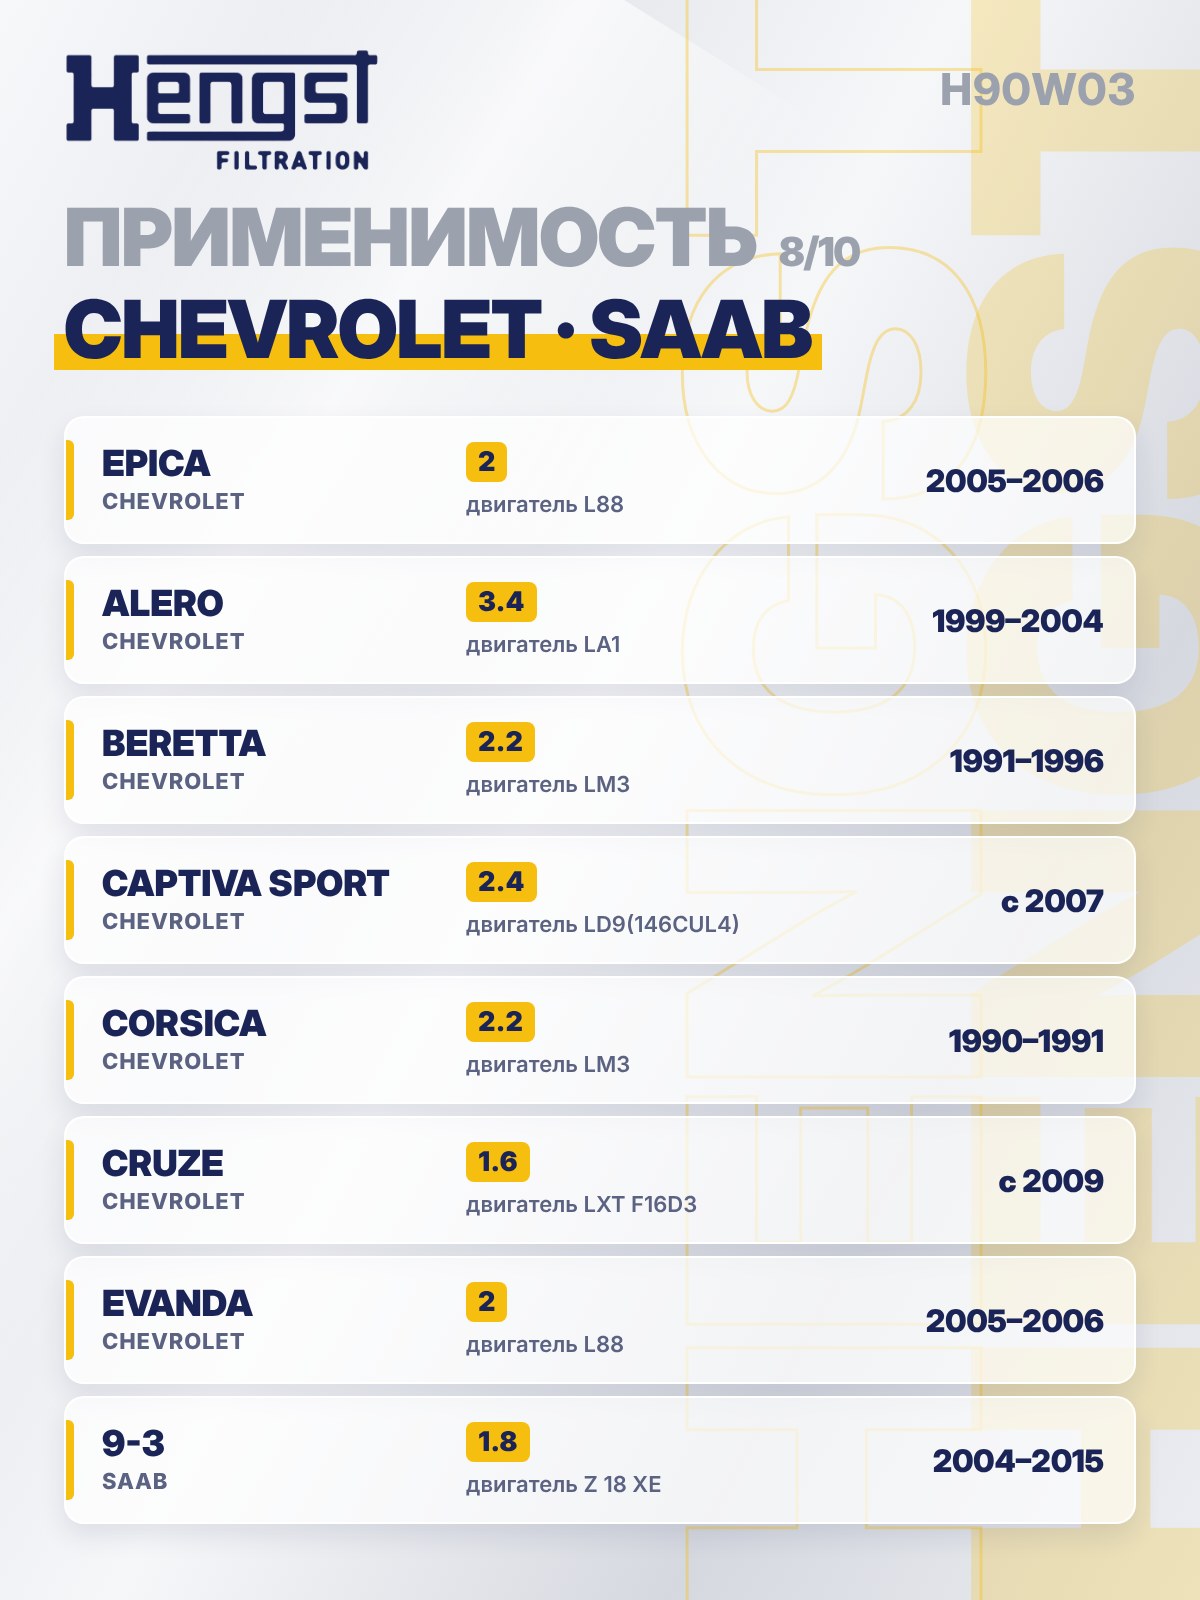 Hengst
FILTRATION
H90W03
ПРИМЕНИМОСТЬ 8/10
CHEVROLET · SAAB
EPICA
CHEVROLET
2
двигатель L88
2005–2006
ALERO
CHEVROLET
3.4
двигатель LA1
1999–2004
BERETTA
CHEVROLET
2.2
двигатель LM3
1991–1996
CAPTIVA SPORT
CHEVROLET
2.4
двигатель LD9(146CUL4)
с 2007
CORSICA
CHEVROLET
2.2
двигатель LM3
1990–1991
CRUZE
CHEVROLET
1.6
двигатель LXT F16D3
с 2009
EVANDA
CHEVROLET
2
двигатель L88
2005–2006
9-3
SAAB
1.8
двигатель Z 18 XE
2004–2015
HENGST
HENGST